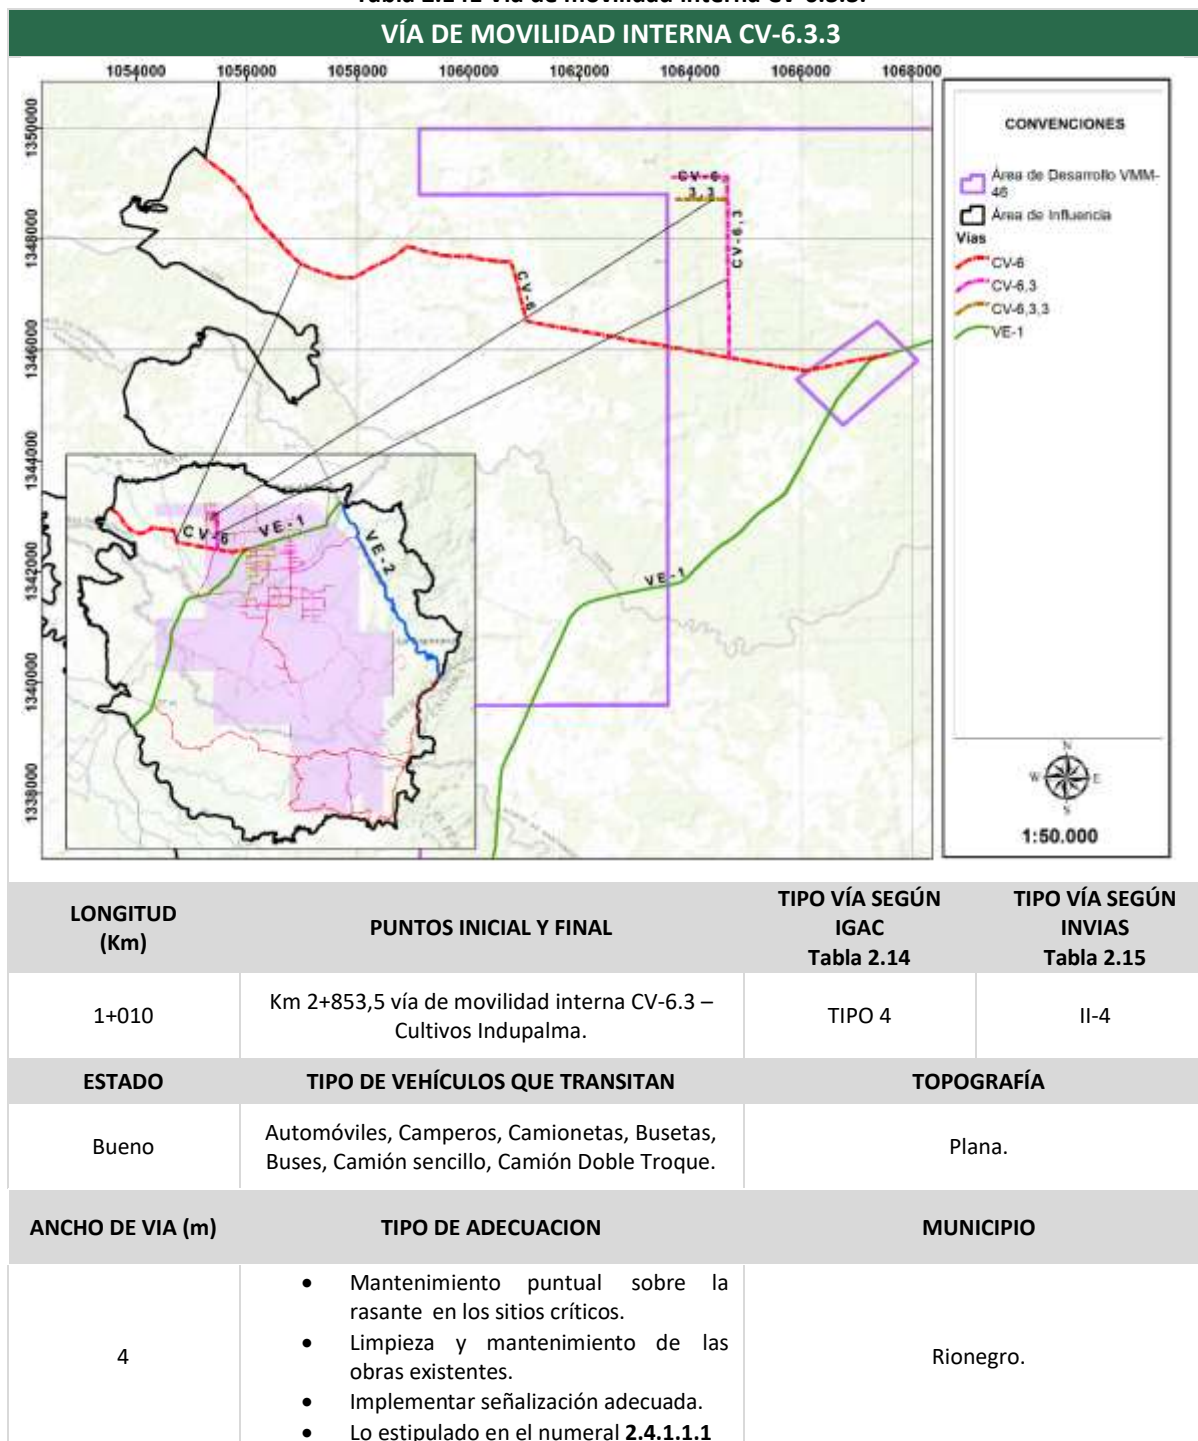 VÍA DE MOVILIDAD INTERNA CV-6.3.3
1054000 1056000 1058000 1060000 1062000 1064000 1066000 1068000
1350000
1348000
1346000
1344000
1342000
1340000
1338000
CV-6
3,3
CV-6,3
CV-6
VE-1
CV-6
VE-1
VE-2
CONVENCIONES
Área de Desarrollo VMM-
46
Área de Influencia
Vías
CV-6
CV-6,3
CV-6,3,3
VE-1
N
W E
S
1:50.000
LONGITUD
(Km)
PUNTOS INICIAL Y FINAL
TIPO VÍA SEGÚN
IGAC
Tabla 2.14
TIPO VÍA SEGÚN
INVIAS
Tabla 2.15
1+010
Km 2+853,5 vía de movilidad interna CV-6.3 –
Cultivos Indupalma.
TIPO 4
II-4
ESTADO
TIPO DE VEHÍCULOS QUE TRANSITAN
TOPOGRAFÍA
Bueno
Automóviles, Camperos, Camionetas, Busetas,
Buses, Camión sencillo, Camión Doble Troque.
Plana.
ANCHO DE VIA (m)
TIPO DE ADECUACION
MUNICIPIO
4
• Mantenimiento puntual sobre la
rasante en los sitios críticos.
• Limpieza y mantenimiento de las
obras existentes.
• Implementar señalización adecuada.
• Lo estipulado en el numeral 2.4.1.1.1
Rionegro.